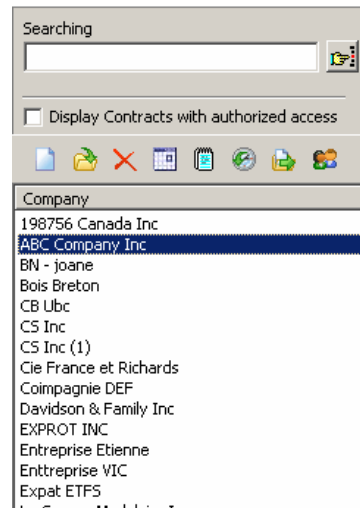 Searching
Display Contracts with authorized access
Company
198756 Canada Inc
ABC Company Inc
BN - joane
Bois Breton
CB Ubc
CS Inc
CS Inc (1)
Cie France et Richards
Coimpagnie DEF
Davidson & Family Inc
EXPROT INC
Entreprise Etienne
Enttreprise VIC
Expat ETFS